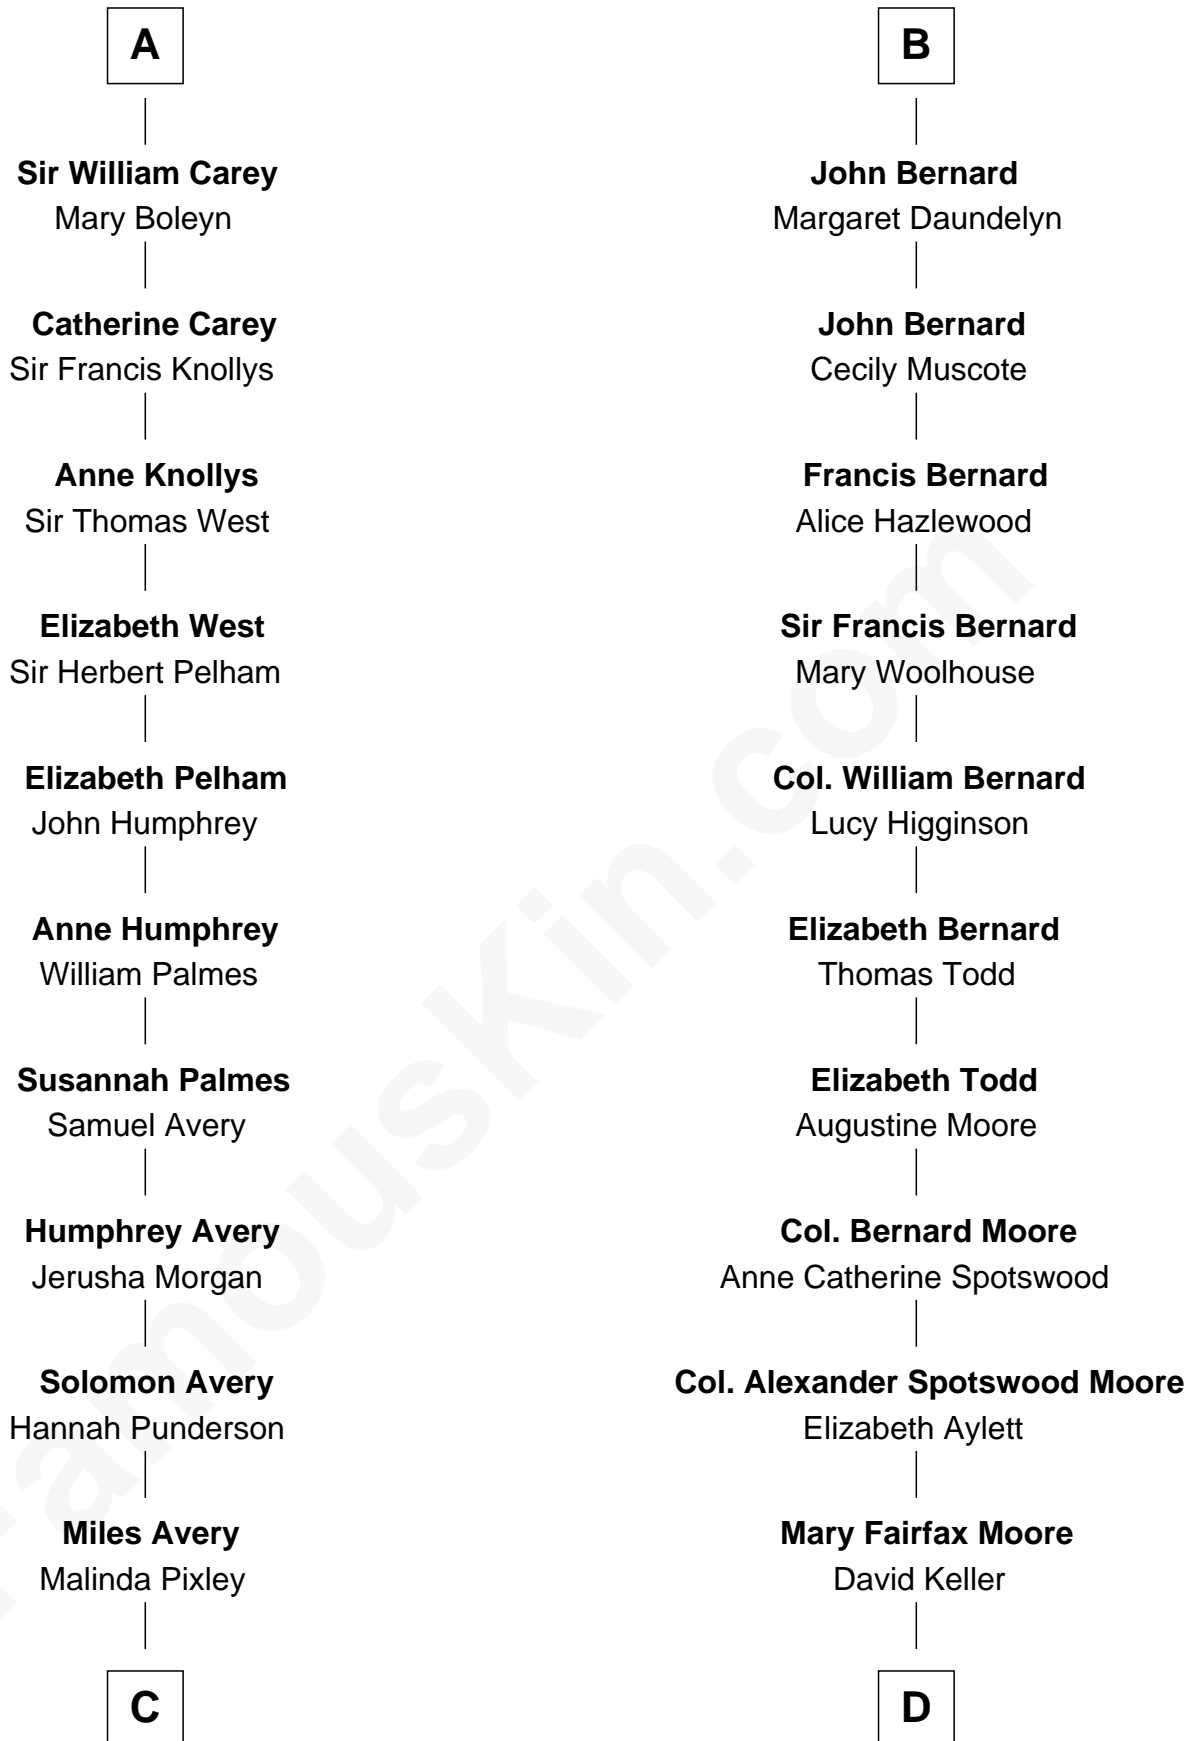 A
Sir William Carey
Mary Boleyn
Catherine Carey
Sir Francis Knollys
Anne Knollys
Sir Thomas West
Elizabeth West
Sir Herbert Pelham
Elizabeth Pelham
John Humphrey
Anne Humphrey
William Palmes
Susannah Palmes
Samuel Avery
Humphrey Avery
Jerusha Morgan
Solomon Avery
Hannah Punderson
Miles Avery
Malinda Pixley
C
B
John Bernard
Margaret Daundelyn
John Bernard
Cecily Muscote
Francis Bernard
Alice Hazlewood
Sir Francis Bernard
Mary Woolhouse
Col. William Bernard
Lucy Higginson
Elizabeth Bernard
Thomas Todd
Elizabeth Todd
Augustine Moore
Col. Bernard Moore
Anne Catherine Spotswood
Col. Alexander Spotswood Moore
Elizabeth Aylett
Mary Fairfax Moore
David Keller
D
FamousKin.com